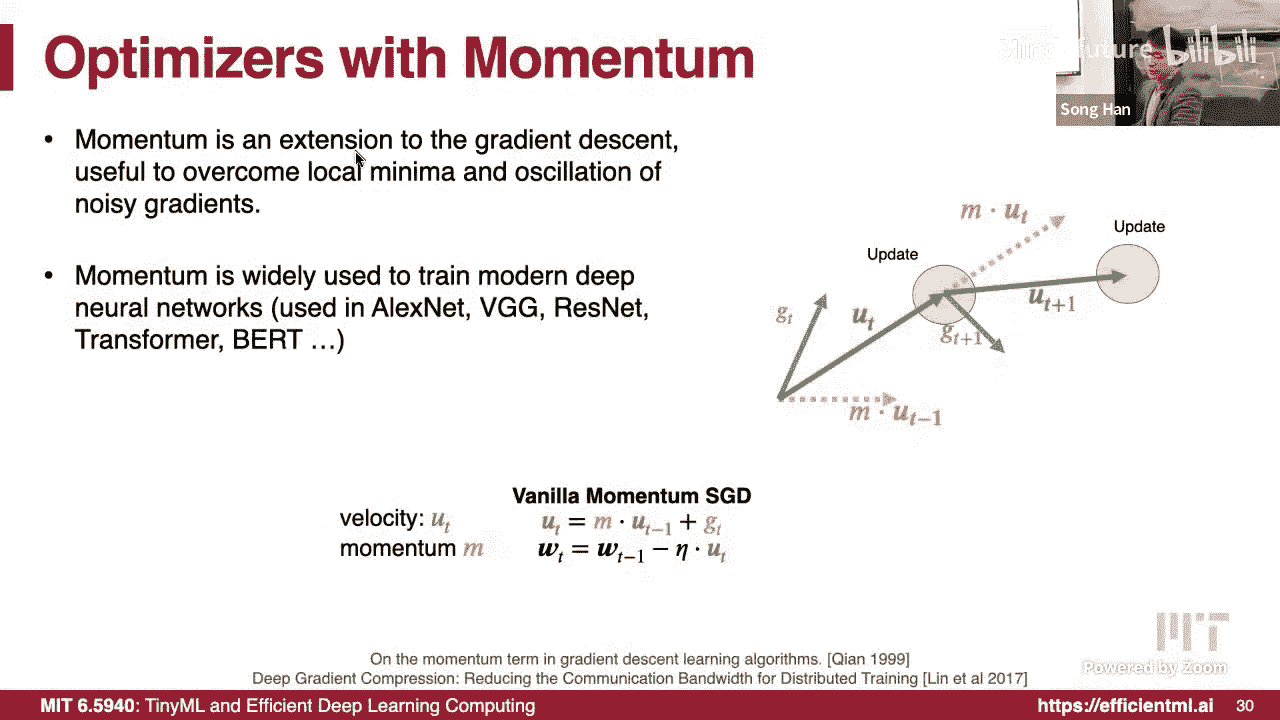 Optimizers with Momentum
Song Han
bilibili
• Momentum is an extension to the gradient descent,
useful to overcome local minima and oscillation of
noisy gradients.
• Momentum is widely used to train modern deep
neural networks (used in AlexNet, VGG, ResNet,
Transformer, BERT …)
m · u_t
Update
Update
g_t
u_t
u_{t+1}
g_{t+1}
m · u_{t−1}
Vanilla Momentum SGD
velocity: u_t
u_t = m · u_{t−1} + g_t
momentum m
w_t = w_{t−1} − η · u_t
MIT
Powered by Zoom
On the momentum term in gradient descent learning algorithms. [Qian 1999]
Deep Gradient Compression: Reducing the Communication Bandwidth for Distributed Training [Lin et al 2017]
MIT 6.5940: TinyML and Efficient Deep Learning Computing
https://efficientml.ai
30